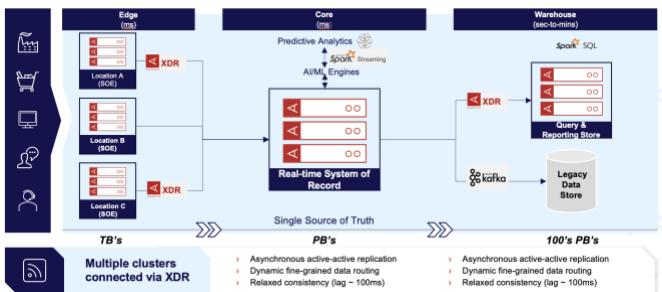 Edge
(ms)
Core
(ms)
Warehouse
(sec-to-mins)
Location A
(SOE)
XDR
Location B
(SOE)
Location C
(SOE)
XDR
Predictive Analytics
Spark Streaming
AI/ML Engines
Real-time System of
Record
Single Source of Truth
Spark SQL
XDR
Query &
Reporting Store
kafka
Legacy
Data
Store
TB's
PB's
100's PB's
Multiple clusters
connected via XDR
› Asynchronous active-active replication
› Dynamic fine-grained data routing
› Relaxed consistency (lag ~ 100ms)
› Asynchronous active-active replication
› Dynamic fine-grained data routing
› Relaxed consistency (lag ~ 100ms)